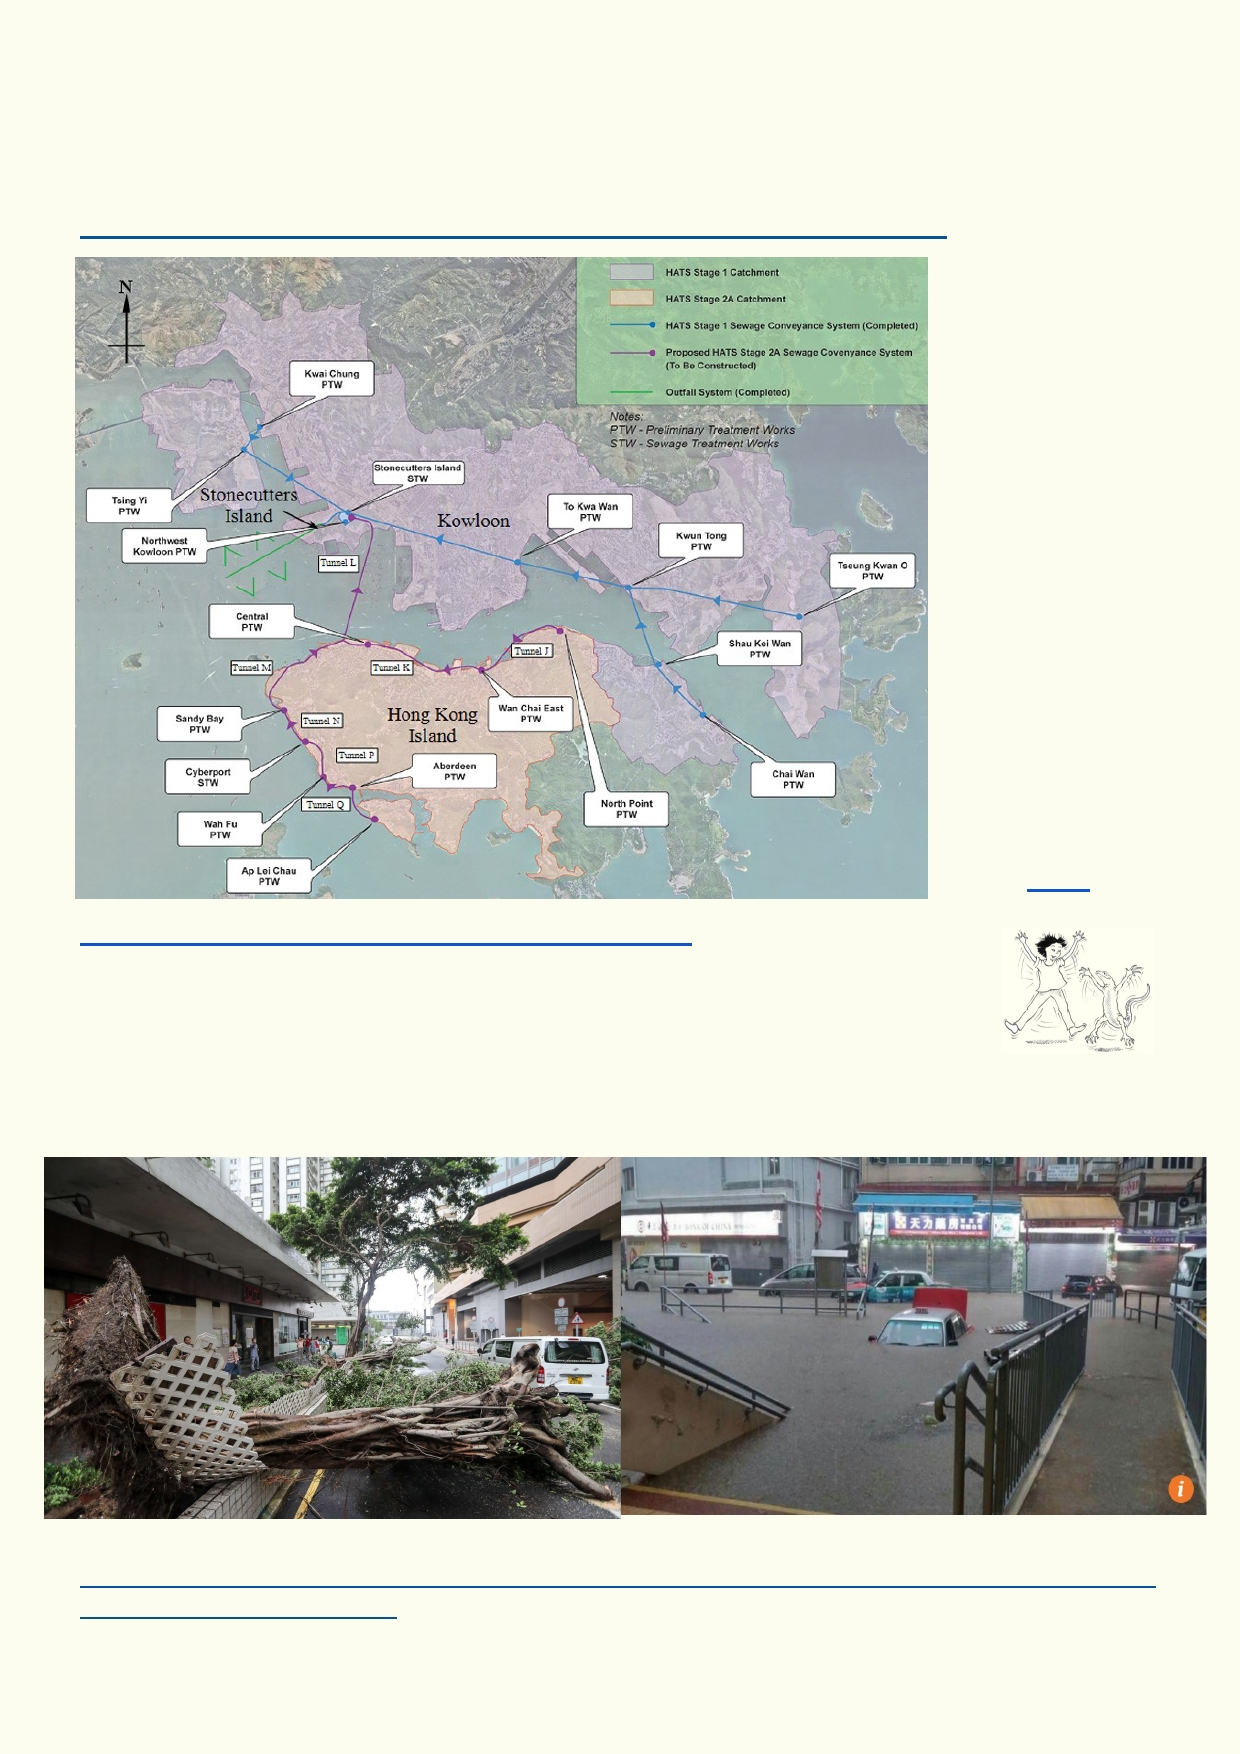 N
HATS Stage 1 Catchment
HATS Stage 2A Catchment
HATS Stage 1 Sewage Conveyance System (Completed)
Proposed HATS Stage 2A Sewage Covenyance System
(To Be Constructed)
Outfall System (Completed)
Notes:
PTW - Preliminary Treatment Works
STW - Sewage Treatment Works
Kwai Chung
PTW
Stonecutters Island
STW
Tsing Yi
PTW
Stonecutters
Island
Northwest
Kowloon PTW
Kowloon
To Kwa Wan
PTW
Kwun Tong
PTW
Tseung Kwan O
PTW
Tunnel L
Central
PTW
Shau Kei Wan
PTW
Tunnel J
Tunnel M
Tunnel K
Sandy Bay
PTW
Tunnel N
Hong Kong
Island
Wan Chai East
PTW
Tunnel P
Cyberport
STW
Aberdeen
PTW
Chai Wan
PTW
Tunnel Q
North Point
PTW
Wah Fu
PTW
Ap Lei Chau
PTW
BANK OF CHINA
天力藥房
i